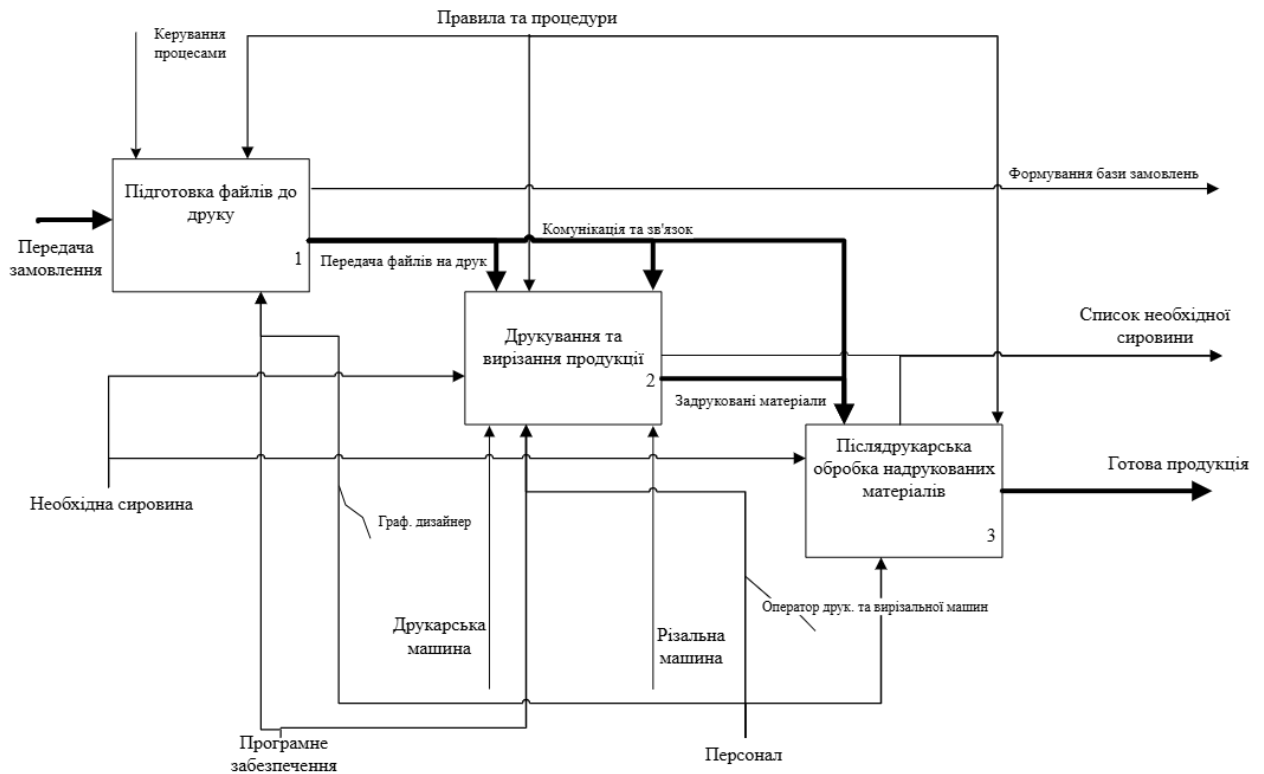 Правила та процедури
Керування
процесами
Підготовка файлів до
друку
1
Формування бази замовлень
Передача
замовлення
Комунікація та зв'язок
Передача файлів на друк
Друкування та
вирізання продукції
2
Список необхідної
сировини
Задруковані матеріали
Післядрукарська
обробка надрукованих
матеріалів
3
Готова продукція
Необхідна сировина
Граф. дизайнер
Оператор друк. та вирізальної машин
Друкарська
машина
Різальна
машина
Програмне
забезпечення
Персонал